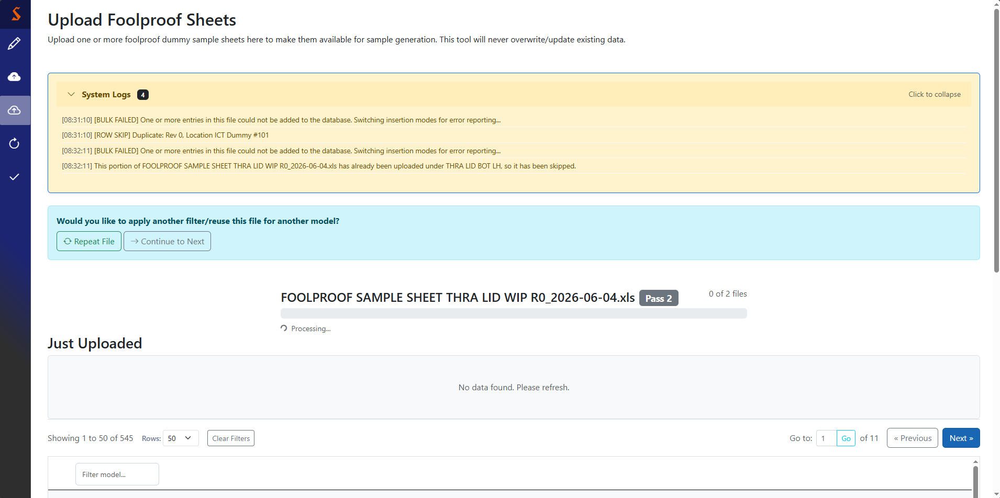 Upload Foolproof Sheets
Upload one or more foolproof dummy sample sheets here to make them available for sample generation. This tool will never overwrite/update existing data.
System Logs 4 Click to collapse
[08:31:10] [BULK FAILED] One or more entries in this file could not be added to the database. Switching insertion modes for error reporting...
[08:31:10] [ROW SKIP] Duplicate: Rev 0, Location ICT Dummy #101
[08:32:11] [BULK FAILED] One or more entries in this file could not be added to the database. Switching insertion modes for error reporting...
[08:32:11] This portion of FOOLPROOF SAMPLE SHEET THRA LID WIP R0_2026-06-04.xls has already been uploaded under THRA LID BOT LH, so it has been skipped.
Would you like to apply another filter/reuse this file for another model?
Repeat File Continue to Next
FOOLPROOF SAMPLE SHEET THRA LID WIP R0_2026-06-04.xls Pass 2 0 of 2 files
Processing...
Just Uploaded
No data found. Please refresh.
Showing 1 to 50 of 545 Rows: 50 Clear Filters Go to: 1 Go of 11 « Previous Next »
Filter model...